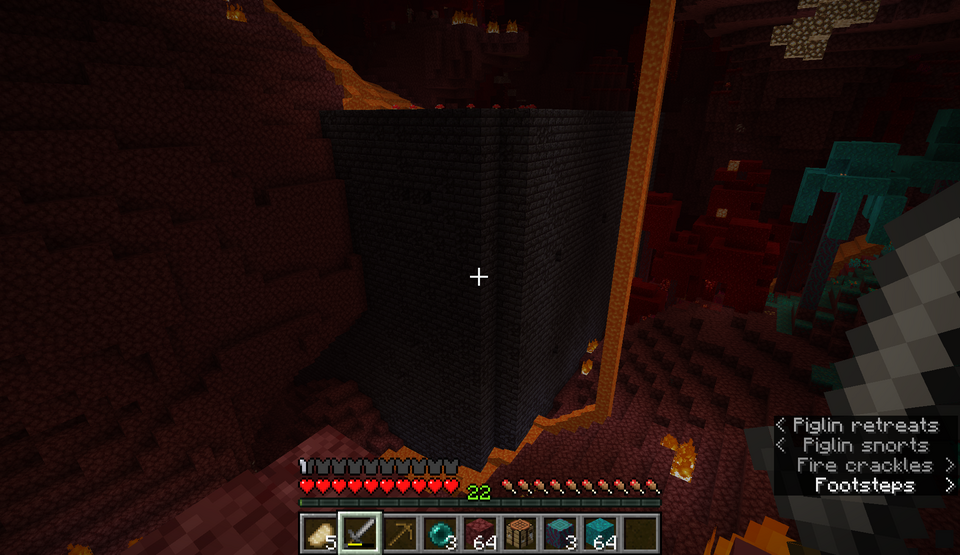 < Piglin retreats
< Piglin snorts
Fire crackles >
Footsteps >
22
5
3
64
3
64